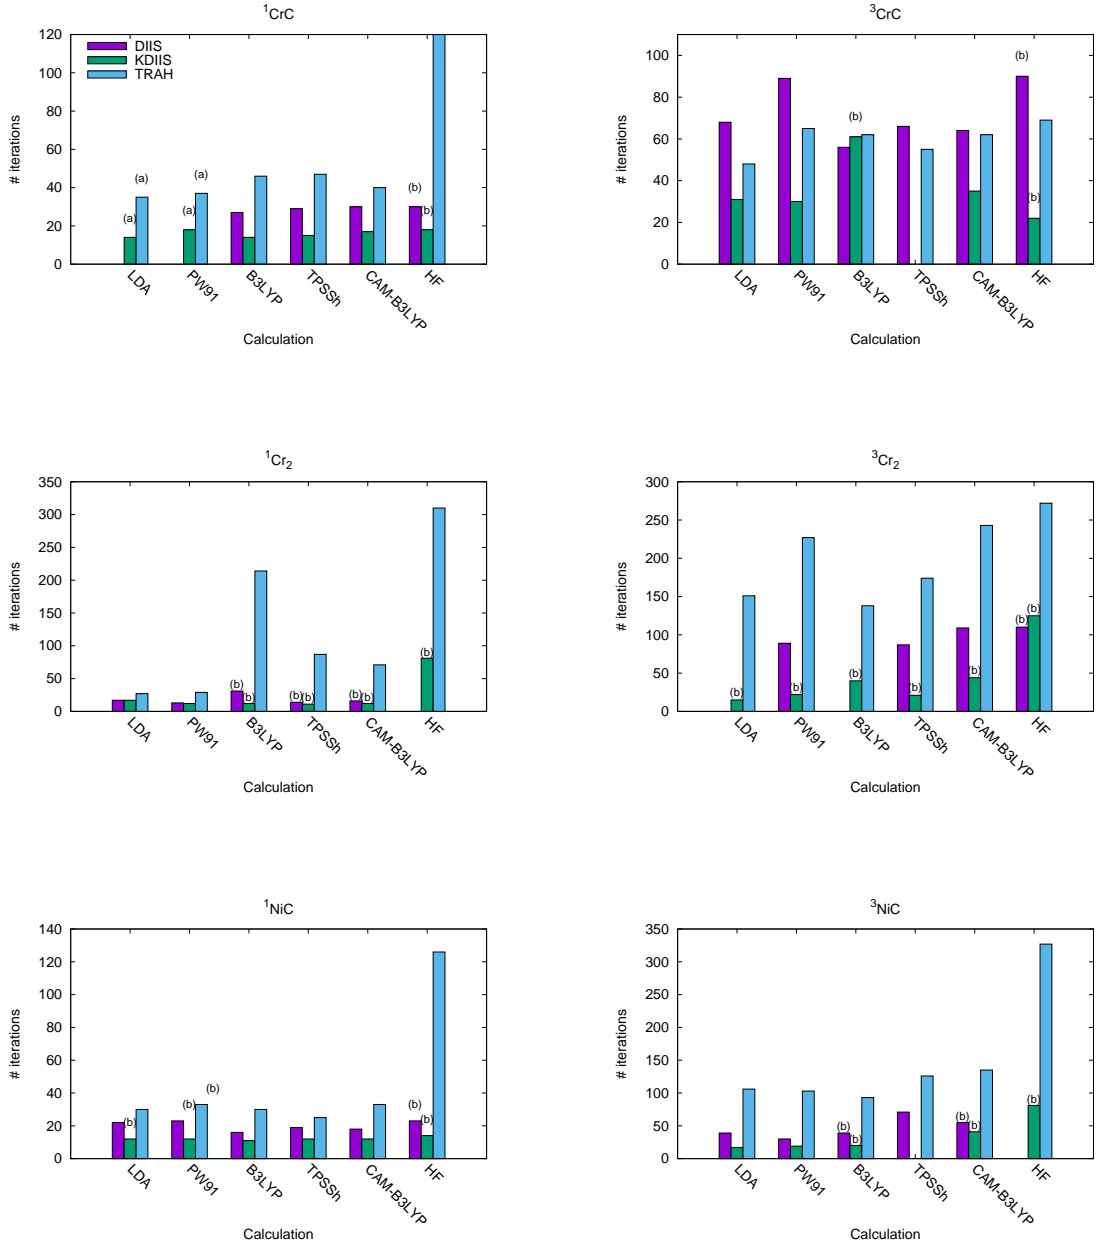 ¹CrC
# iterations
120
100
80
60
40
20
0
DIIS
KDIIS
TRAH
(a)
(a)
(a)
(a)
(b)
(b)
LDA
PW91
B3LYP
TPSSh
CAM-B3LYP
HF
Calculation
³CrC
# iterations
100
80
60
40
20
0
(b)
(b)
(b)
LDA
PW91
B3LYP
TPSSh
CAM-B3LYP
HF
Calculation
¹Cr₂
# iterations
350
300
250
200
150
100
50
0
(b)
(b)
(b)
(b)
(b)
(b)
(b)
LDA
PW91
B3LYP
TPSSh
CAM-B3LYP
HF
Calculation
³Cr₂
# iterations
300
250
200
150
100
50
0
(b)
(b)
(b)
(b)
(b)
(b)
(b)
LDA
PW91
B3LYP
TPSSh
CAM-B3LYP
HF
Calculation
¹NiC
# iterations
140
120
100
80
60
40
20
0
(b)
(b)
(b)
(b)
(b)
LDA
PW91
B3LYP
TPSSh
CAM-B3LYP
HF
Calculation
³NiC
# iterations
350
300
250
200
150
100
50
0
(b)
(b)
(b)
(b)
(b)
LDA
PW91
B3LYP
TPSSh
CAM-B3LYP
HF
Calculation